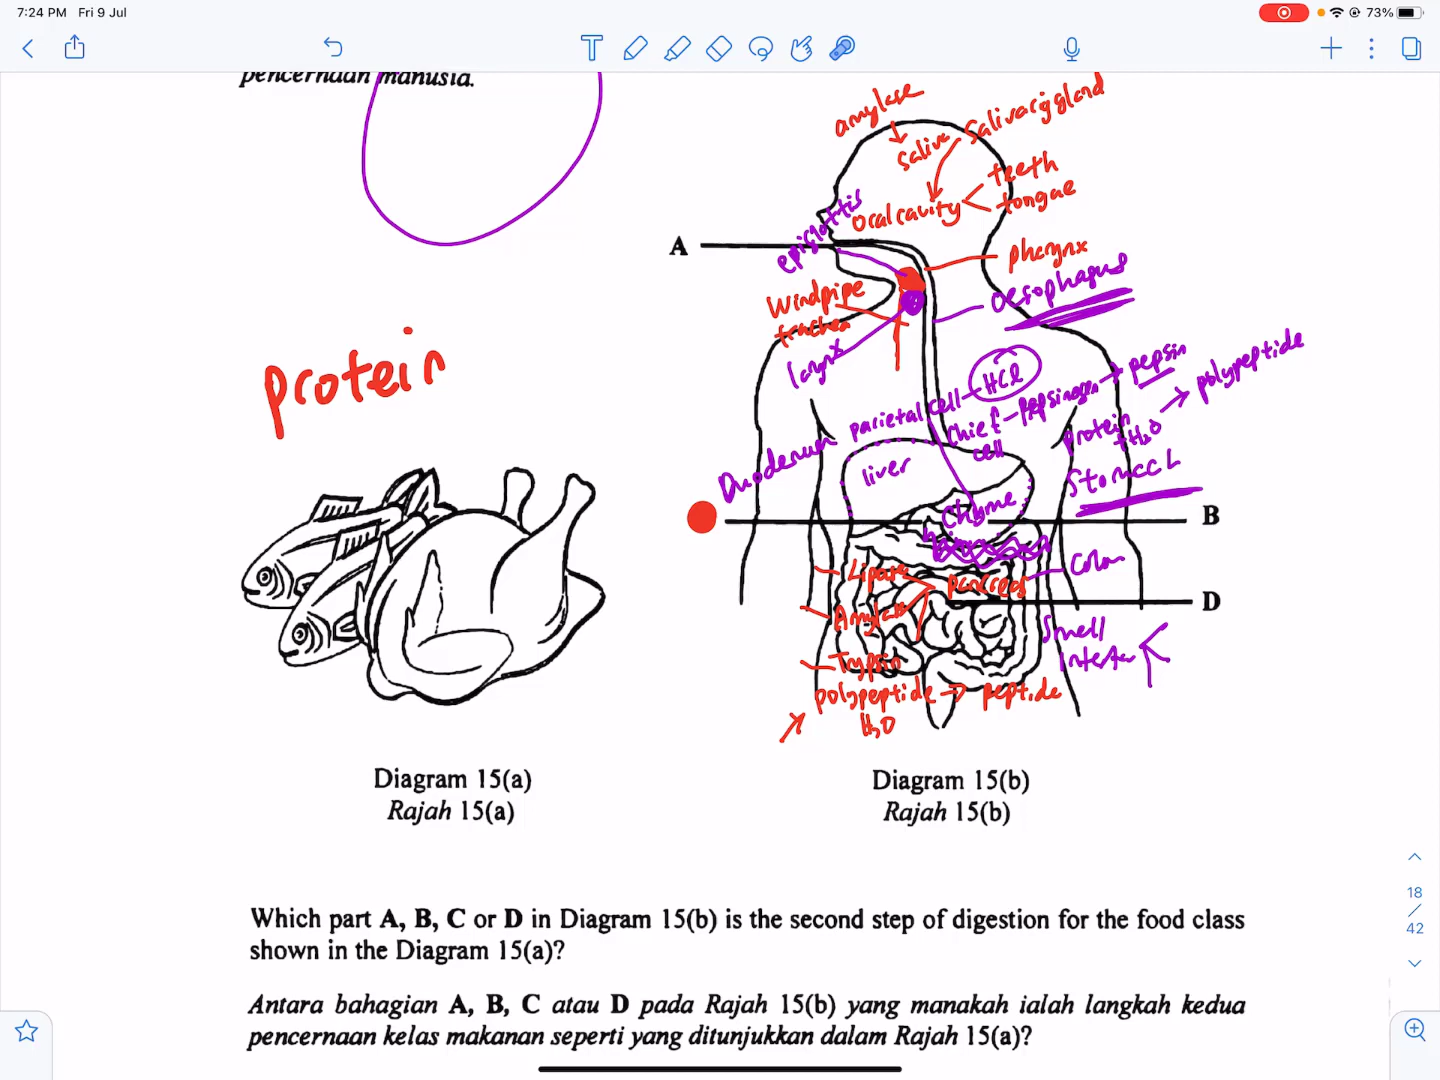 7:24 PM Fri 9 Jul
73%
pencernaan manusia.
amylase
saliva
Salivary gland
teeth
tongae
oral cavity
epiglottis
A
pharynx
Oesophagus
Windpipe
trachea
larynx
protein
HCl
parietal cell
chief
cell
pepsinogen
pepsin
polypeptide
protein
+ H₂O
Duodenum
liver
Chyme
B
Colon
Lipase
pancreas
Amylase
D
Small
Trypsin
polypeptide → peptide
H₂O
Diagram 15(a)
Rajah 15(a)
Diagram 15(b)
Rajah 15(b)
18
/
42
Which part A, B, C or D in Diagram 15(b) is the second step of digestion for the food class
shown in the Diagram 15(a)?
Antara bahagian A, B, C atau D pada Rajah 15(b) yang manakah ialah langkah kedua
pencernaan kelas makanan seperti yang ditunjukkan dalam Rajah 15(a)?